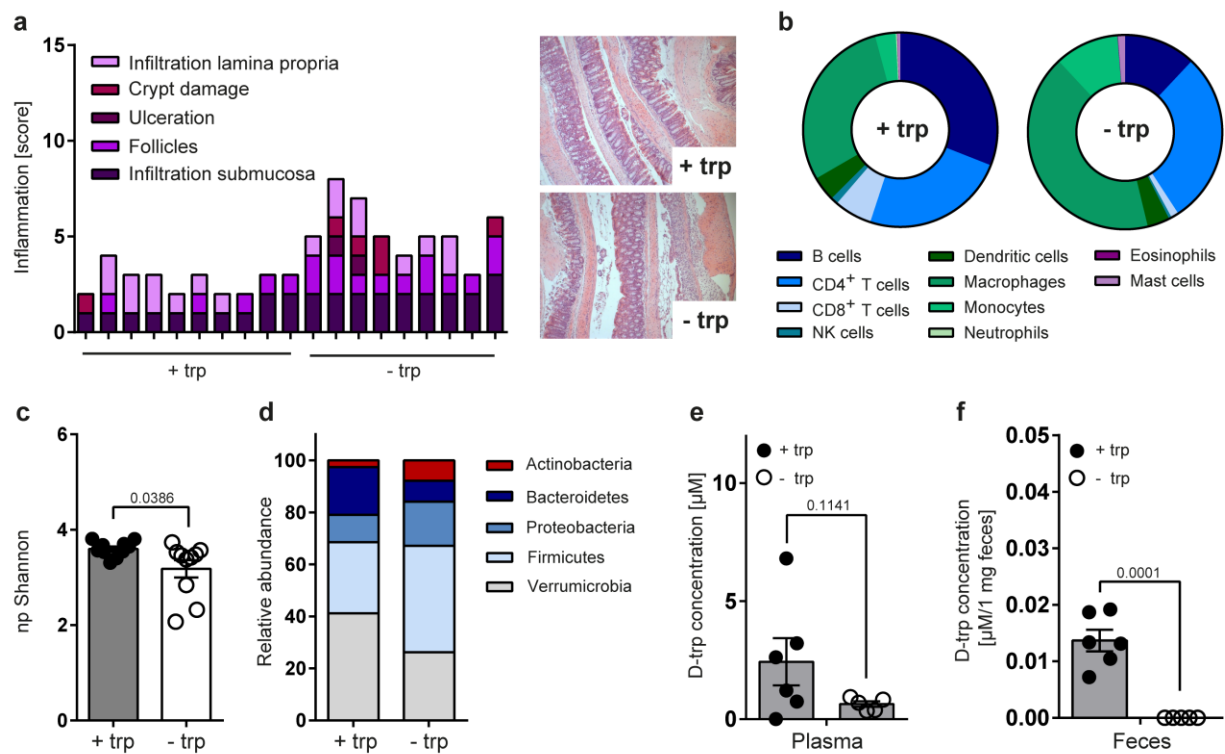 a
Inflammation [score]
15
10
5
0
Infiltration lamina propria
Crypt damage
Ulceration
Follicles
Infiltration submucosa
+ trp
- trp
+ trp
- trp
b
+ trp
- trp
B cells
CD4+ T cells
CD8+ T cells
NK cells
Dendritic cells
Macrophages
Monocytes
Neutrophils
Eosinophils
Mast cells
c
np Shannon
6
4
2
0
0.0386
+ trp
- trp
d
Relative abundance
100
80
60
40
20
0
+ trp
- trp
Actinobacteria
Bacteroidetes
Proteobacteria
Firmicutes
Verrumicrobia
e
D-trp concentration [µM]
10
5
0
+ trp
- trp
0.1141
Plasma
f
D-trp concentration
[µM/1 mg feces]
0.05
0.00
0.03
0.02
0.01
0.00
+ trp
- trp
0.0001
Feces